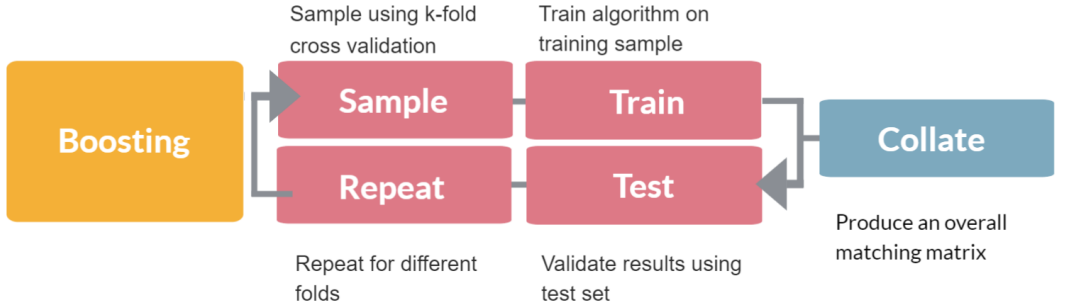 Sample using k-fold
cross validation
Train algorithm on
training sample
Boosting
Sample
Train
Collate
Repeat
Test
Produce an overall
matching matrix
Repeat for different
folds
Validate results using
test set